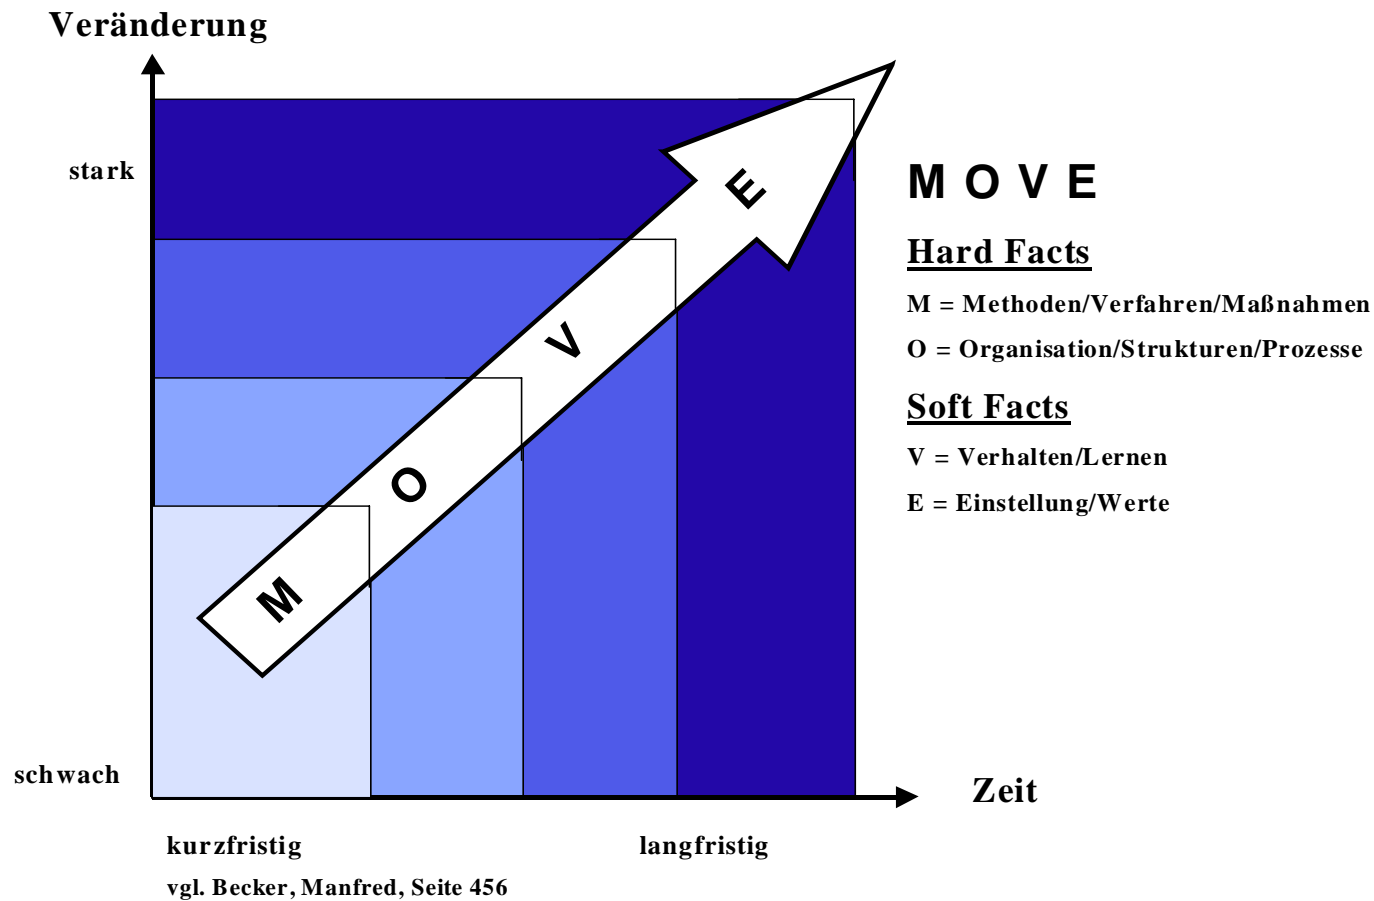 Veränderung
stark
M O V E
Hard Facts
M = Methoden/Verfahren/Maßnahmen
O = Organisation/Strukturen/Prozesse
Soft Facts
V = Verhalten/Lernen
E = Einstellung/Werte
E
V
O
M
schwach
Zeit
kurzfristig
langfristig
vgl. Becker, Manfred, Seite 456